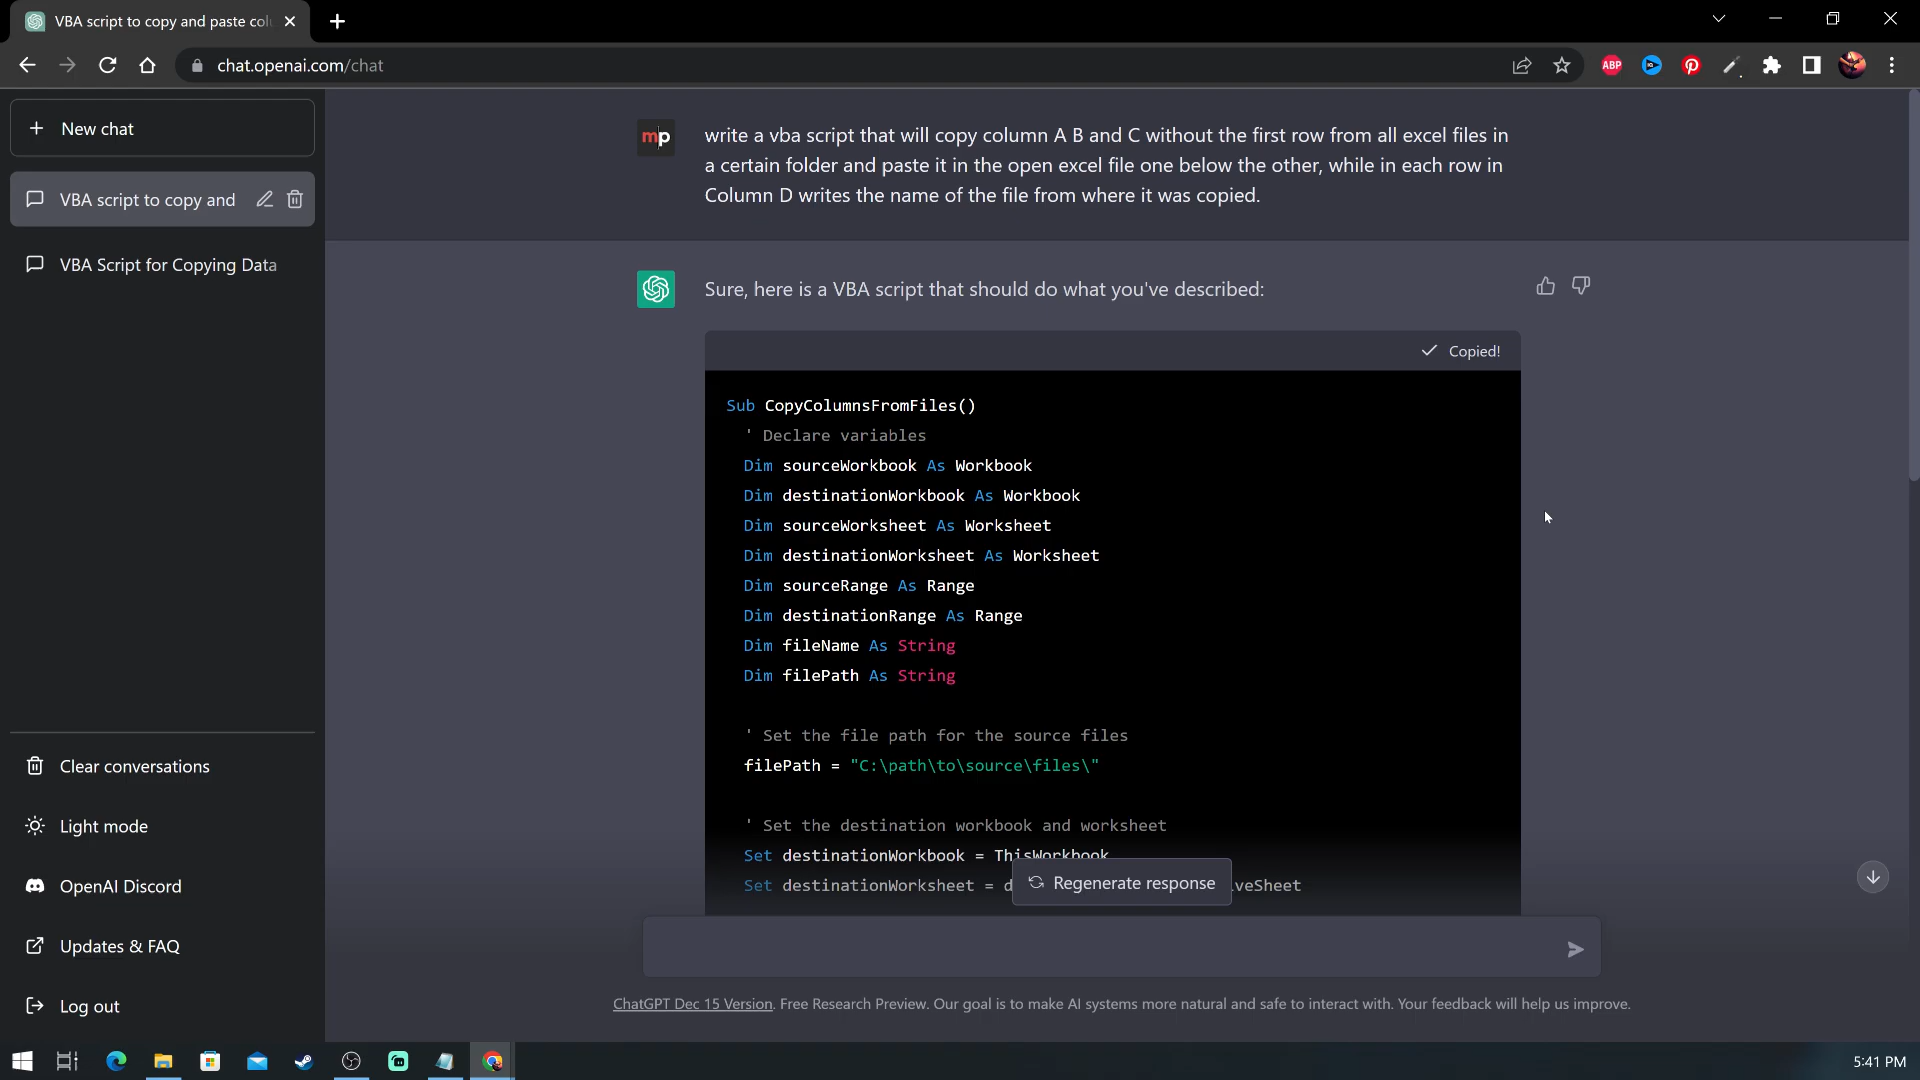 VBA script to copy and paste col
chat.openai.com/chat
ABP
New chat
VBA script to copy and
VBA Script for Copying Data
Clear conversations
Light mode
OpenAI Discord
Updates & FAQ
Log out
mp
write a vba script that will copy column A B and C without the first row from all excel files in
a certain folder and paste it in the open excel file one below the other, while in each row in
Column D writes the name of the file from where it was copied.
Sure, here is a VBA script that should do what you've described:
Copied!
Sub CopyColumnsFromFiles()
' Declare variables
Dim sourceWorkbook As Workbook
Dim destinationWorkbook As Workbook
Dim sourceWorksheet As Worksheet
Dim destinationWorksheet As Worksheet
Dim sourceRange As Range
Dim destinationRange As Range
Dim fileName As String
Dim filePath As String
' Set the file path for the source files
filePath = "C:\path\to\source\files\"
' Set the destination workbook and worksheet
Set destinationWorkbook = ThisWorkbook
Set destinationWorksheet = d veSheet
Regenerate response
ChatGPT Dec 15 Version. Free Research Preview. Our goal is to make AI systems more natural and safe to interact with. Your feedback will help us improve.
5:41 PM